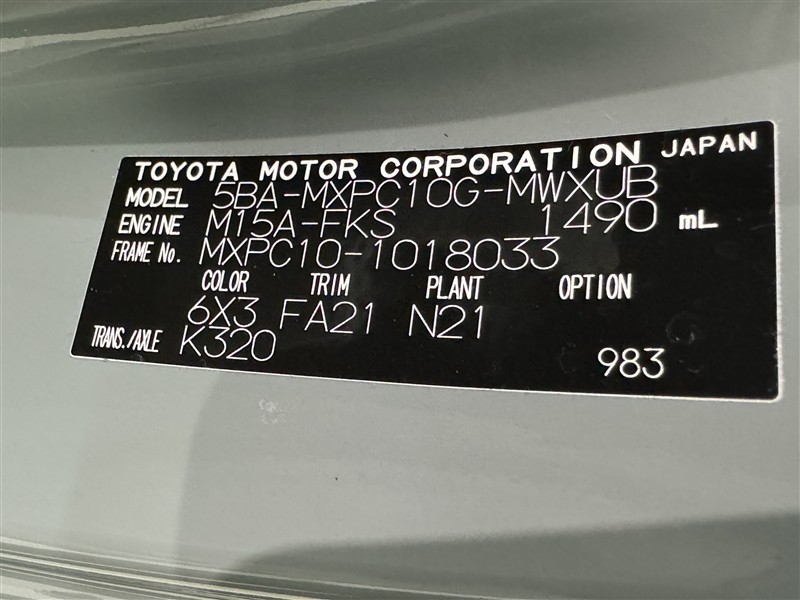 TOYOTA MOTOR CORPORATION JAPAN
MODEL 5BA-MXPC10G-MWXUB
ENGINE M15A-FKS 1490 mL
FRAME No. MXPC10-1018033
COLOR TRIM PLANT OPTION
6X3 FA21 N21
TRANS./AXLE K320
983